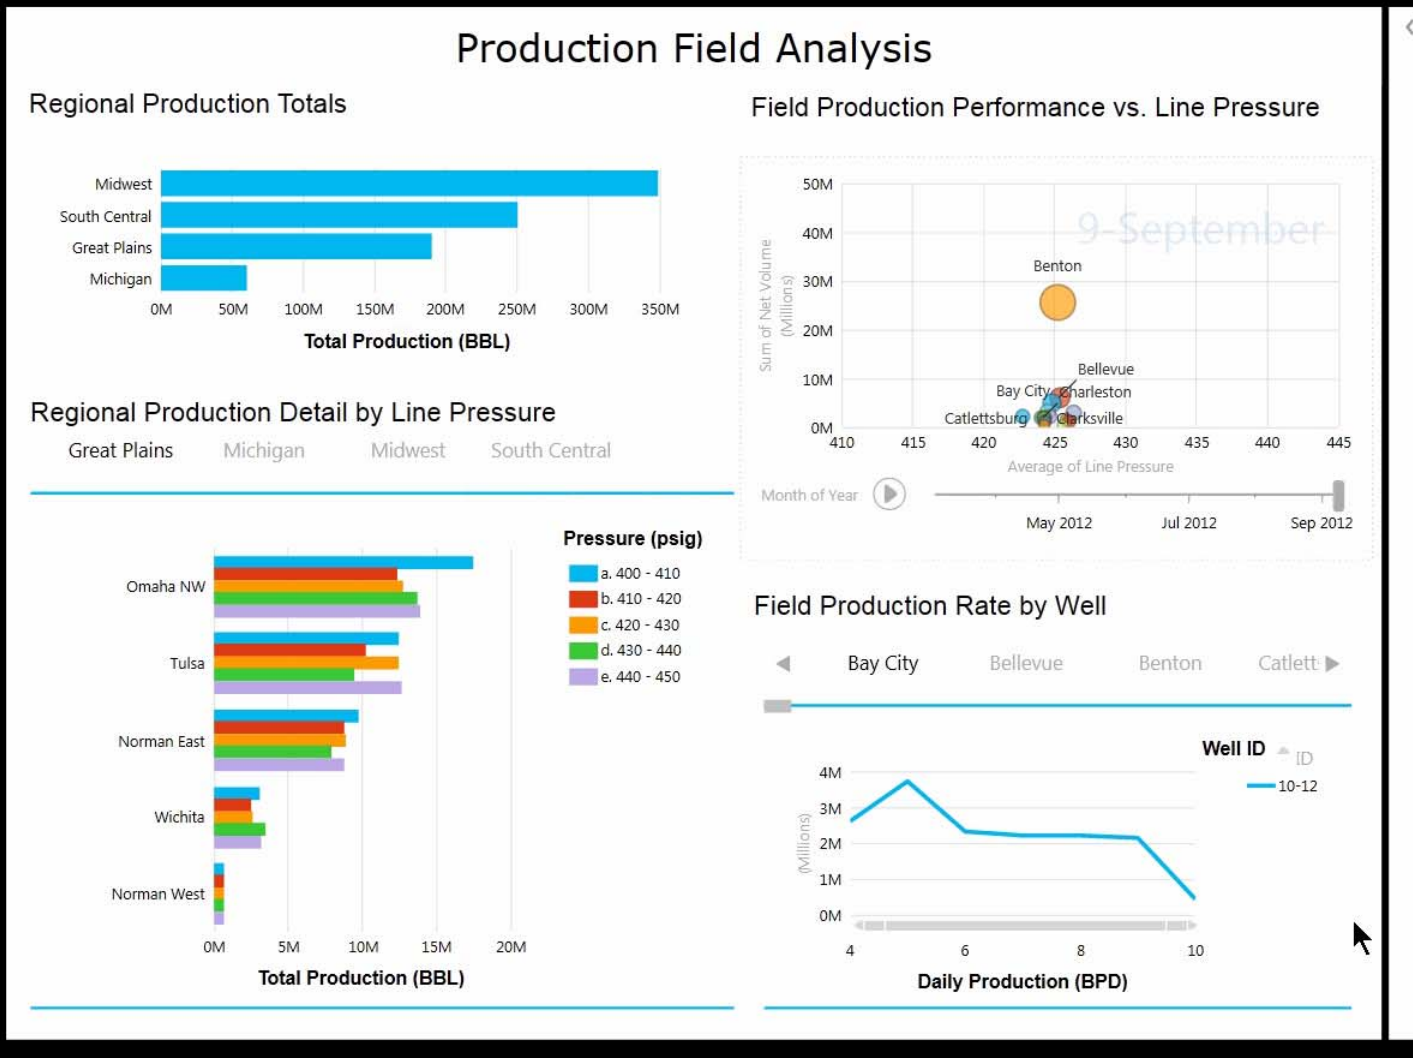 Production Field Analysis
Regional Production Totals
Midwest
South Central
Great Plains
Michigan
0M 50M 100M 150M 200M 250M 300M 350M
Total Production (BBL)
Regional Production Detail by Line Pressure
Great Plains Michigan Midwest South Central
Pressure (psig)
a. 400 - 410
b. 410 - 420
c. 420 - 430
d. 430 - 440
e. 440 - 450
Omaha NW
Tulsa
Norman East
Wichita
Norman West
0M 5M 10M 15M 20M
Total Production (BBL)
Field Production Performance vs. Line Pressure
9-September
Sum of Net Volume
(Millions)
50M
40M
30M
20M
10M
0M
Benton
Bellevue
Bay City Charleston
Catlettsburg Clarksville
410 415 420 425 430 435 440 445
Average of Line Pressure
Month of Year
May 2012 Jul 2012 Sep 2012
Field Production Rate by Well
Bay City Bellevue Benton Catlett
Well ID ID
10-12
(Millions)
4M
3M
2M
1M
0M
4 6 8 10
Daily Production (BPD)